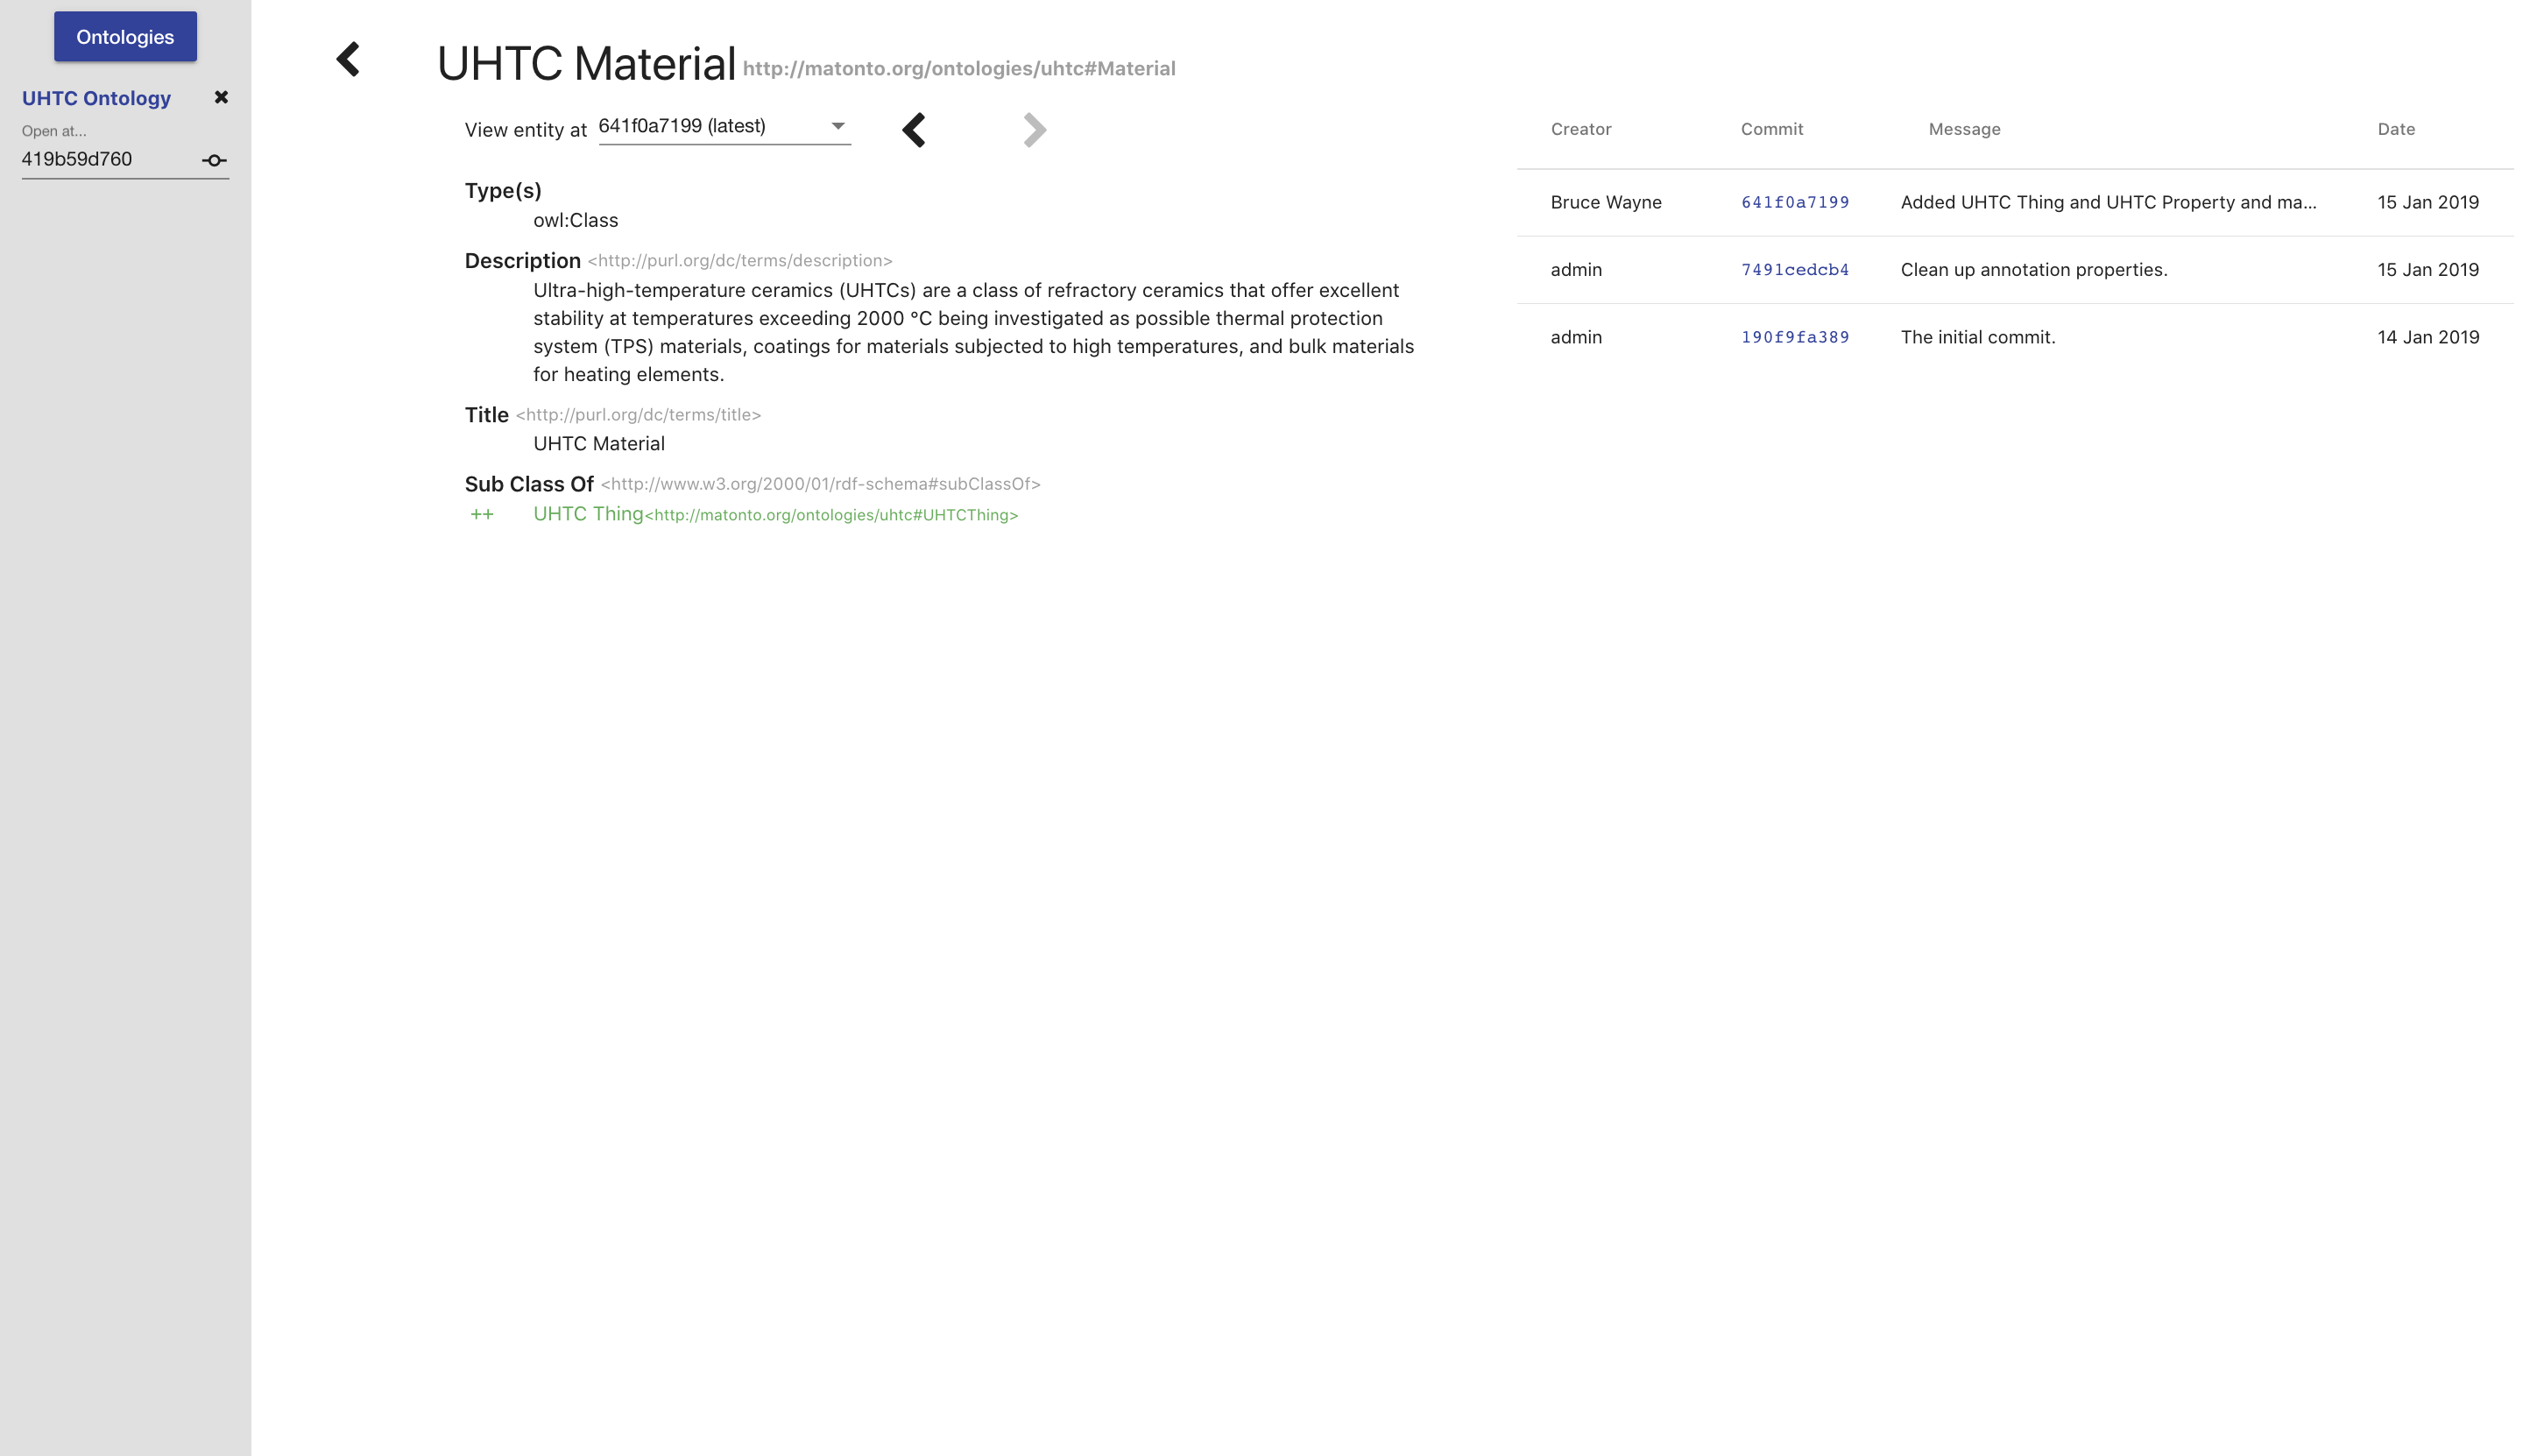 Ontologies
UHTC Ontology
Open at...
419b59d760
UHTC Material http://matonto.org/ontologies/uhtc#Material
View entity at 641f0a7199 (latest)
Type(s)
owl:Class
Description <http://purl.org/dc/terms/description>
Ultra-high-temperature ceramics (UHTCs) are a class of refractory ceramics that offer excellent
stability at temperatures exceeding 2000 °C being investigated as possible thermal protection
system (TPS) materials, coatings for materials subjected to high temperatures, and bulk materials
for heating elements.
Title <http://purl.org/dc/terms/title>
UHTC Material
Sub Class Of <http://www.w3.org/2000/01/rdf-schema#subClassOf>
++ UHTC Thing<http://matonto.org/ontologies/uhtc#UHTCThing>
Creator Commit Message Date
Bruce Wayne 641f0a7199 Added UHTC Thing and UHTC Property and ma... 15 Jan 2019
admin 7491cedcb4 Clean up annotation properties. 15 Jan 2019
admin 190f9fa389 The initial commit. 14 Jan 2019